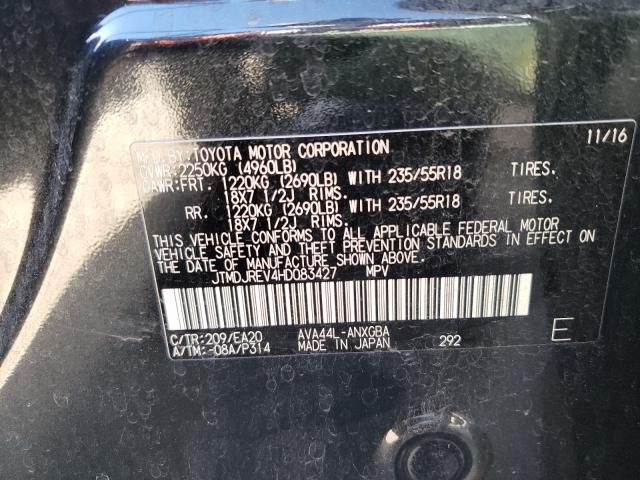 11/16
MFD.BY:TOYOTA MOTOR CORPORATION
GVWR:2250KG (4960LB)
GAWR:FRT. 1220KG (2690LB) WITH 235/55R18 TIRES.
18X7 1/2J RIMS.
RR. 1220KG (2690LB) WITH 235/55R18 TIRES.
18X7 1/2J RIMS.
THIS VEHICLE CONFORMS TO ALL APPLICABLE FEDERAL MOTOR
VEHICLE SAFETY AND THEFT PREVENTION STANDARDS IN EFFECT ON
THE DATE OF MANUFACTURE SHOWN ABOVE.
JTMDJREV4HD083427 MPV
C/TR:209/EA20 AVA44L-ANXGBA
A/TM:-08A/P314 MADE IN JAPAN 292 E